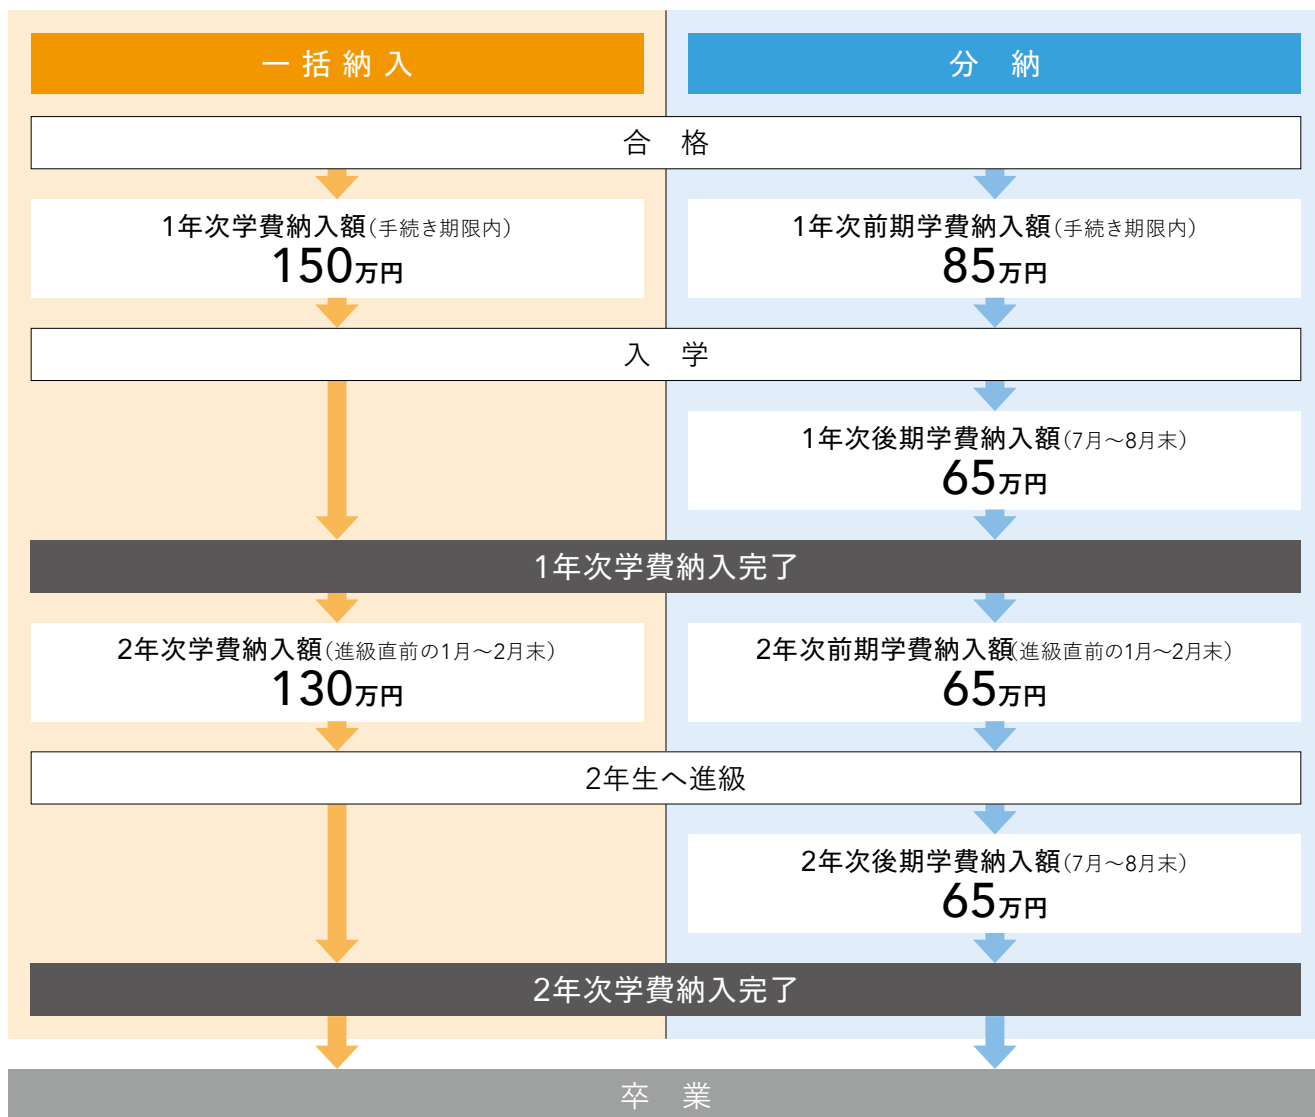 一括納入
分　納
合　格
1年次学費納入額(手続き期限内)
150万円
1年次前期学費納入額(手続き期限内)
85万円
入　学
1年次後期学費納入額(7月～8月末)
65万円
1年次学費納入完了
2年次学費納入額(進級直前の1月～2月末)
130万円
2年次前期学費納入額(進級直前の1月～2月末)
65万円
2年生へ進級
2年次後期学費納入額(7月～8月末)
65万円
2年次学費納入完了
卒　業